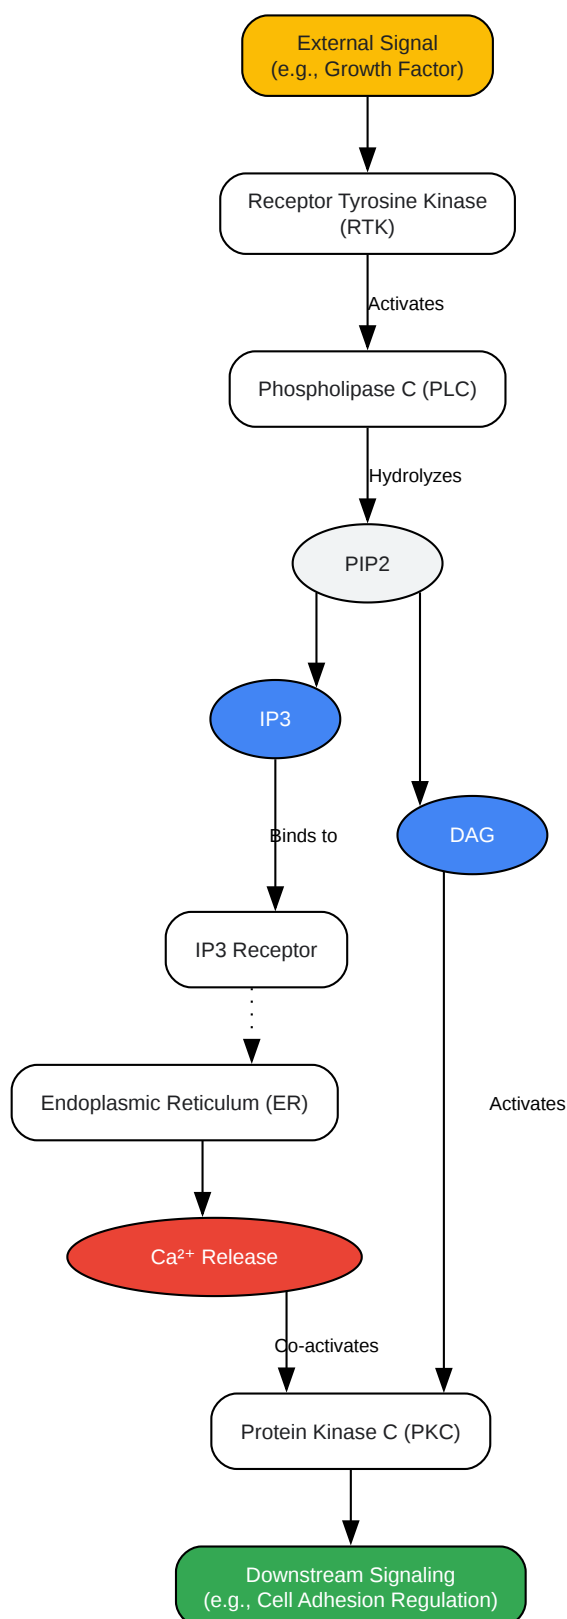 External Signal
(e.g., Growth Factor)
Receptor Tyrosine Kinase
(RTK)
Activates
Phospholipase C (PLC)
Hydrolyzes
PIP2
IP3
Binds to
DAG
IP3 Receptor
Endoplasmic Reticulum (ER)
Activates
Ca²⁺ Release
Co-activates
Protein Kinase C (PKC)
Downstream Signaling
(e.g., Cell Adhesion Regulation)